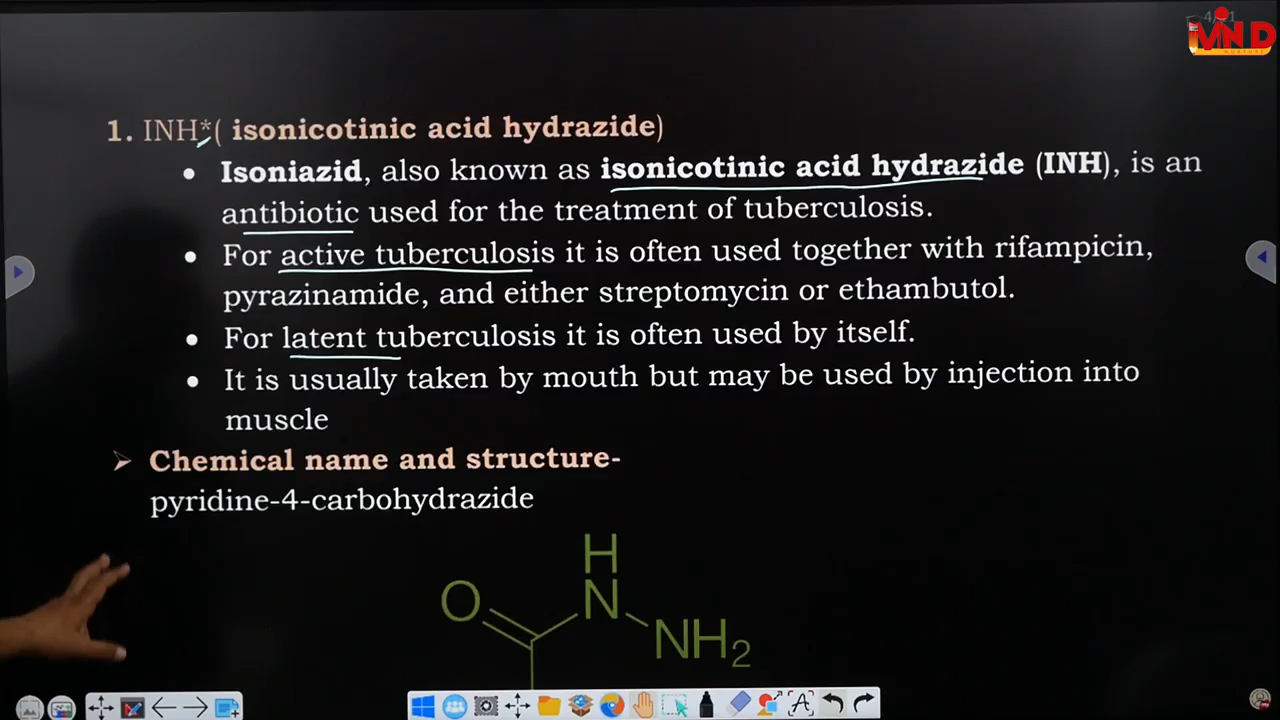 1. INH*( isonicotinic acid hydrazide)
• Isoniazid, also known as isonicotinic acid hydrazide (INH), is an
antibiotic used for the treatment of tuberculosis.
• For active tuberculosis it is often used together with rifampicin,
pyrazinamide, and either streptomycin or ethambutol.
• For latent tuberculosis it is often used by itself.
• It is usually taken by mouth but may be used by injection into
muscle
➢ Chemical name and structure-
pyridine-4-carbohydrazide
H
O
N
NH₂